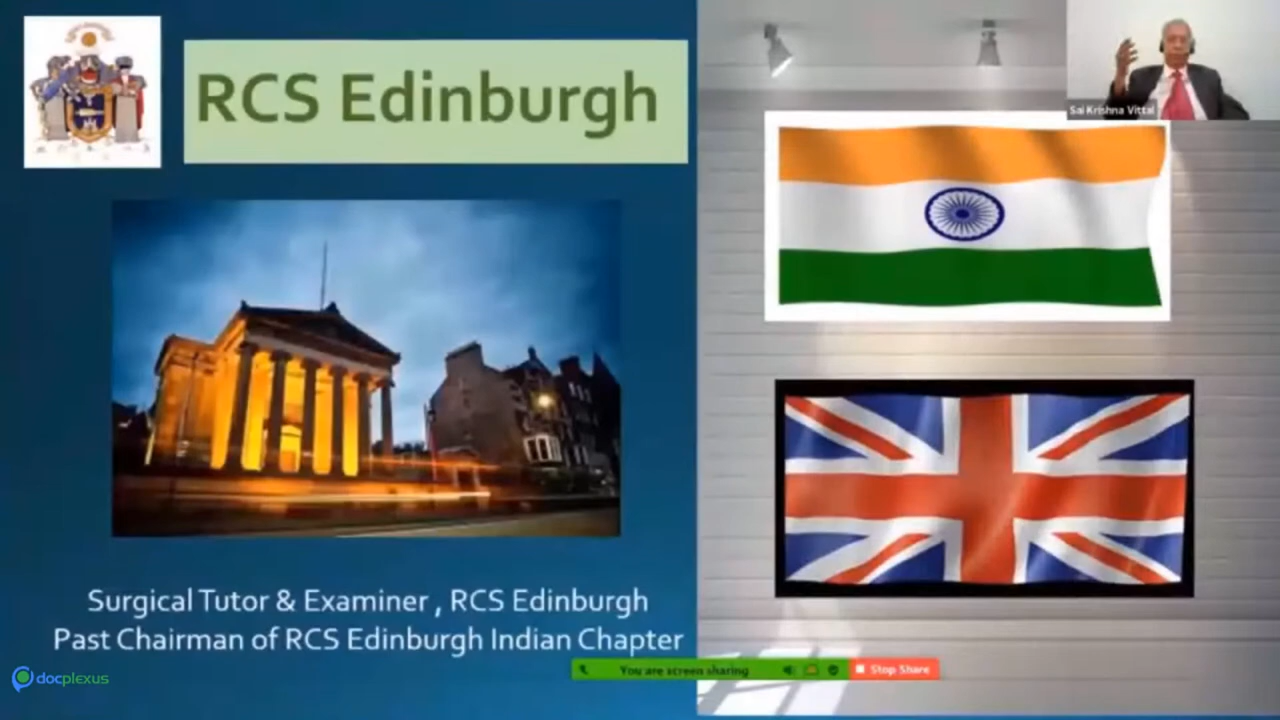 RCS Edinburgh
Sai Krishna Vittal
Surgical Tutor & Examiner , RCS Edinburgh
Past Chairman of RCS Edinburgh Indian Chapter
You are screen sharing
Stop Share
docplexus